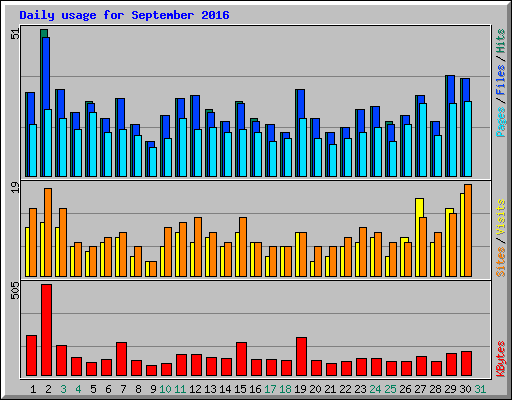 Daily usage for September 2016
51
Pages / Files / Hits
19
Sites / Visits
505
KBytes
1 2 3 4 5 6 7 8 9 10 11 12 13 14 15 16 17 18 19 20 21 22 23 24 25 26 27 28 29 30 31